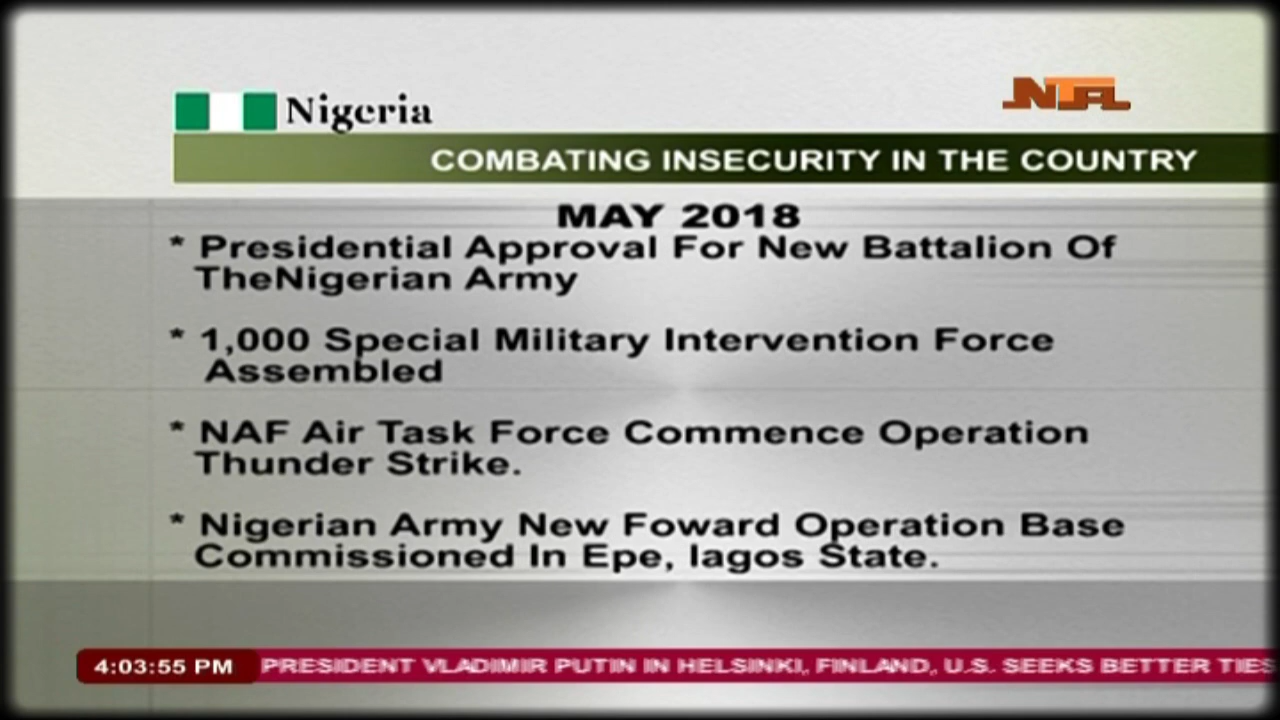 Nigeria
NTA
COMBATING INSECURITY IN THE COUNTRY
MAY 2018
* Presidential Approval For New Battalion Of
TheNigerian Army
* 1,000 Special Military Intervention Force
Assembled
* NAF Air Task Force Commence Operation
Thunder Strike.
* Nigerian Army New Foward Operation Base
Commissioned In Epe, lagos State.
4:03:55 PM PRESIDENT VLADIMIR PUTIN IN HELSINKI, FINLAND, U.S. SEEKS BETTER TIES